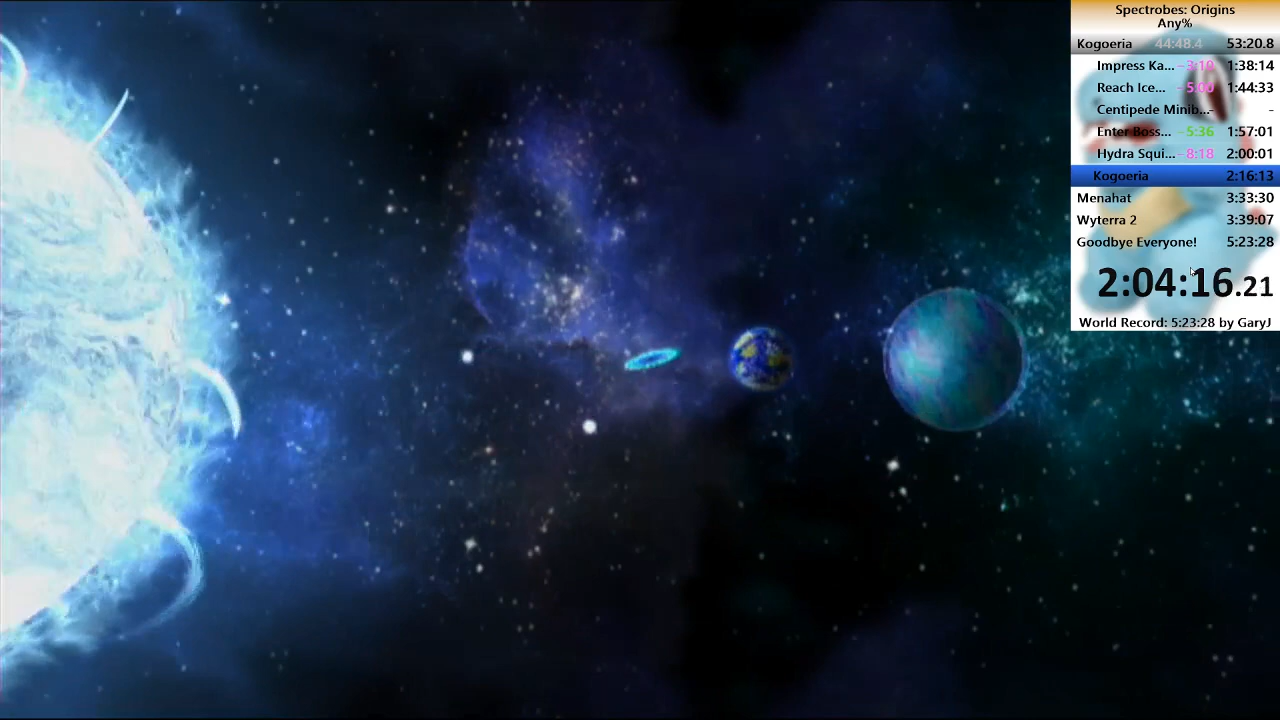 Spectrobes: Origins
Any%
Kogoeria 44:48.4 53:20.8
Impress Ka... -3:10 1:38:14
Reach Ice... -5:00 1:44:33
Centipede Minib... - -
Enter Boss... -5:36 1:57:01
Hydra Squi... -8:18 2:00:01
Kogoeria 2:16:13
Menahat 3:33:30
Wyterra 2 3:39:07
Goodbye Everyone! 5:23:28
2:04:16.21
World Record: 5:23:28 by GaryJ